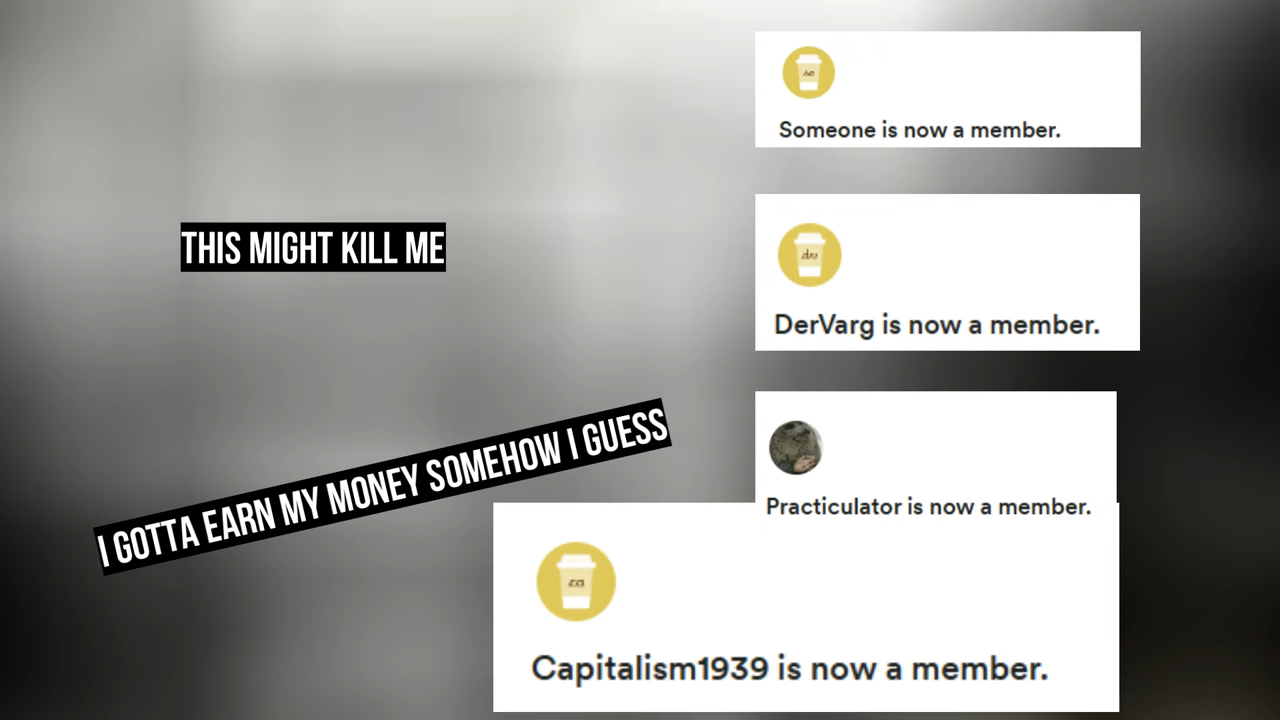 Someone is now a member.
THIS MIGHT KILL ME
DerVarg is now a member.
I GOTTA EARN MY MONEY SOMEHOW I GUESS
Practiculator is now a member.
Capitalism1939 is now a member.